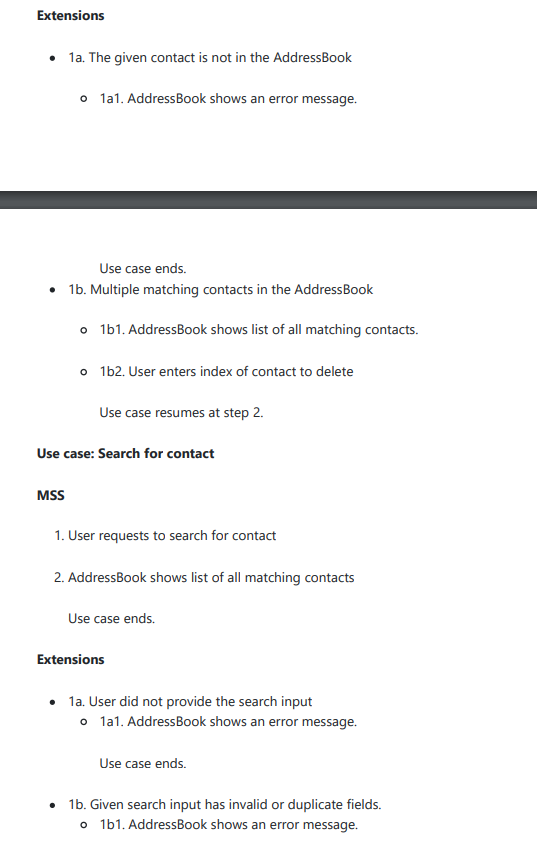 Extensions
• 1a. The given contact is not in the AddressBook
o 1a1. AddressBook shows an error message.
Use case ends.
• 1b. Multiple matching contacts in the AddressBook
o 1b1. AddressBook shows list of all matching contacts.
o 1b2. User enters index of contact to delete
Use case resumes at step 2.
Use case: Search for contact
MSS
1. User requests to search for contact
2. AddressBook shows list of all matching contacts
Use case ends.
Extensions
• 1a. User did not provide the search input
o 1a1. AddressBook shows an error message.
Use case ends.
• 1b. Given search input has invalid or duplicate fields.
o 1b1. AddressBook shows an error message.